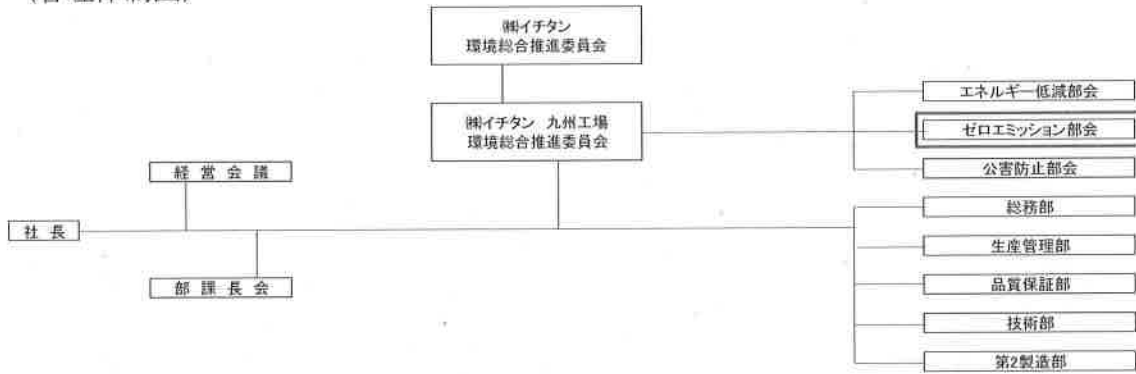 ㈱イチタン
環境総合推進委員会
㈱イチタン 九州工場
環境総合推進委員会
エネルギー低減部会
ゼロエミッション部会
公害防止部会
経営会議
社長
部課長会
総務部
生産管理部
品質保証部
技術部
第2製造部